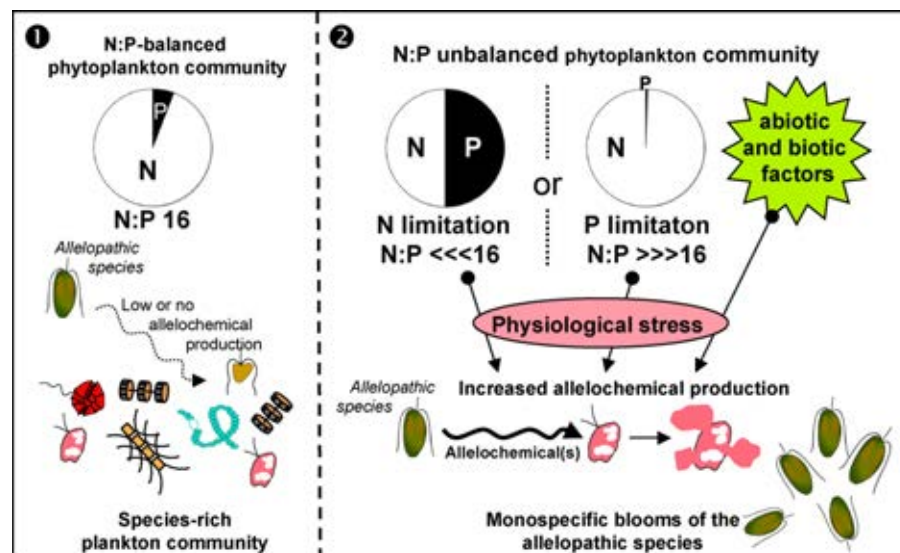 ❶
N:P-balanced
phytoplankton community
P
N
N:P 16
Allelopathic
species
Low or no
allelochemical
production
Species-rich
plankton community
❷
N:P unbalanced phytoplankton community
N
P
N limitation
N:P <<<16
or
P
N
P limitaton
N:P >>>16
abiotic
and biotic
factors
Physiological stress
Increased allelochemical production
Allelopathic
species
Allelochemical(s)
Monospecific blooms of the
allelopathic species